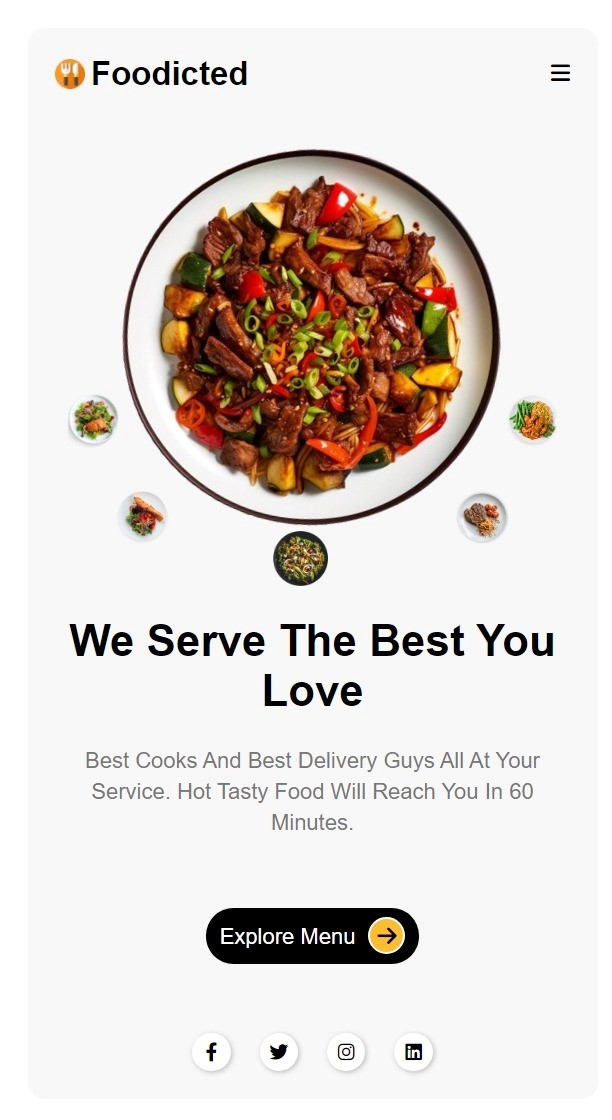 Foodicted
We Serve The Best You
Love
Best Cooks And Best Delivery Guys All At Your
Service. Hot Tasty Food Will Reach You In 60
Minutes.
Explore Menu